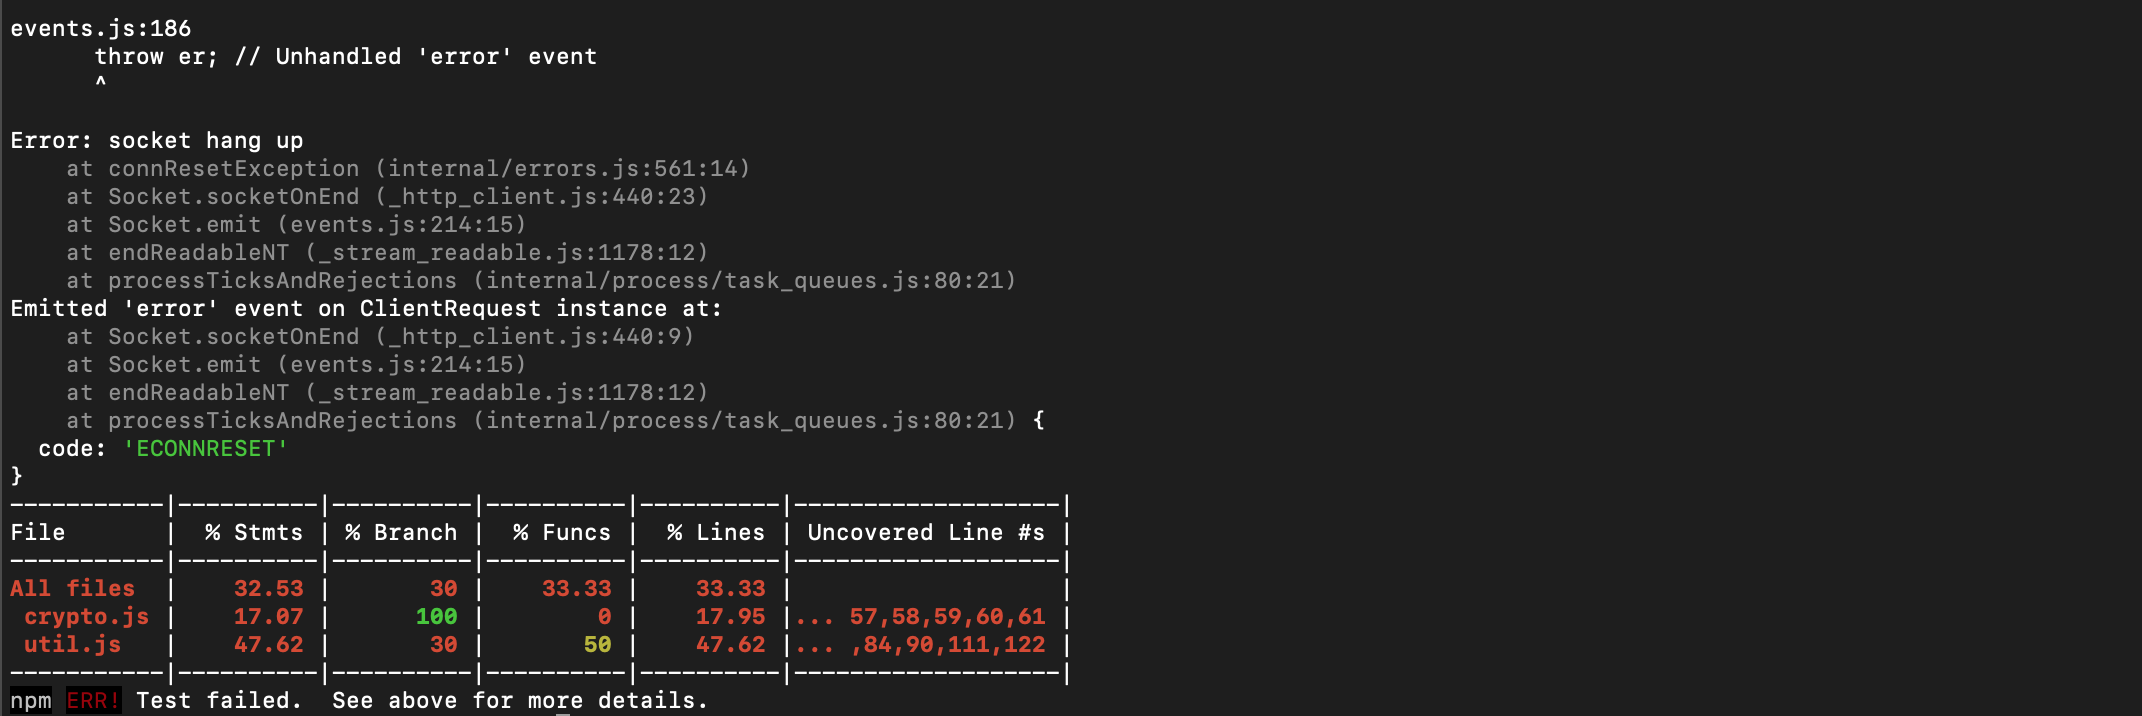 events.js:186
      throw er; // Unhandled 'error' event
      ^

Error: socket hang up
    at connResetException (internal/errors.js:561:14)
    at Socket.socketOnEnd (_http_client.js:440:23)
    at Socket.emit (events.js:214:15)
    at endReadableNT (_stream_readable.js:1178:12)
    at processTicksAndRejections (internal/process/task_queues.js:80:21)
Emitted 'error' event on ClientRequest instance at:
    at Socket.socketOnEnd (_http_client.js:440:9)
    at Socket.emit (events.js:214:15)
    at endReadableNT (_stream_readable.js:1178:12)
    at processTicksAndRejections (internal/process/task_queues.js:80:21) {
  code: 'ECONNRESET'
}
-----------|----------|----------|----------|----------|-------------------|
File       |  % Stmts | % Branch |  % Funcs |  % Lines | Uncovered Line #s |
-----------|----------|----------|----------|----------|-------------------|
All files  |    32.53 |       30 |    33.33 |    33.33 |                   |
 crypto.js |    17.07 |      100 |        0 |    17.95 |... 57,58,59,60,61 |
 util.js   |    47.62 |       30 |       50 |    47.62 |... ,84,90,111,122 |
-----------|----------|----------|----------|----------|-------------------|
npm ERR! Test failed.  See above for more details.